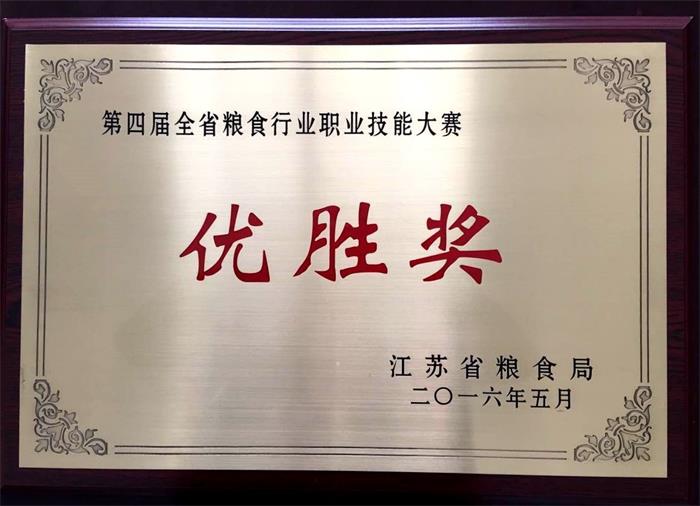 第四届全省粮食行业职业技能大赛
优胜奖
江苏省粮食局
二〇一六年五月